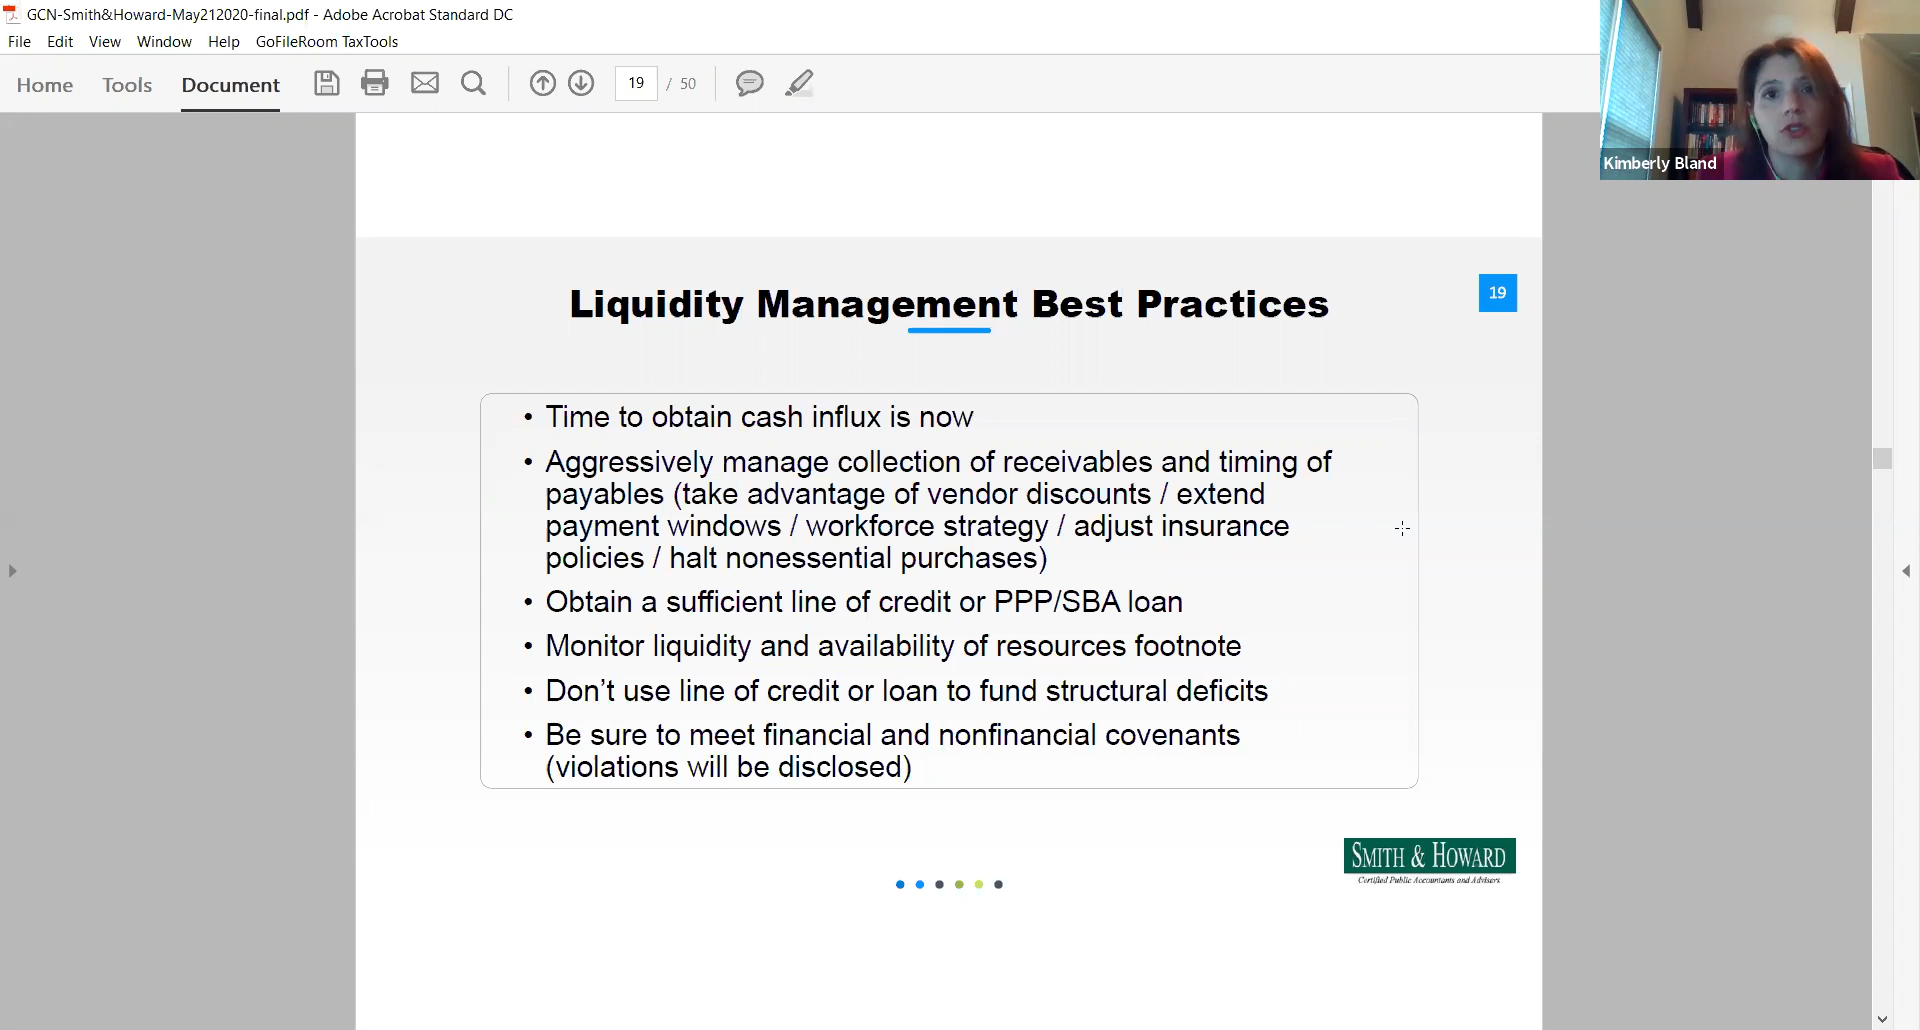 GCN-Smith&Howard-May212020-final.pdf - Adobe Acrobat Standard DC
File Edit View Window Help GoFileRoom TaxTools
Home Tools Document 19 / 50
Kimberly Bland
Liquidity Management Best Practices
19
• Time to obtain cash influx is now
• Aggressively manage collection of receivables and timing of
payables (take advantage of vendor discounts / extend
payment windows / workforce strategy / adjust insurance
policies / halt nonessential purchases)
• Obtain a sufficient line of credit or PPP/SBA loan
• Monitor liquidity and availability of resources footnote
• Don’t use line of credit or loan to fund structural deficits
• Be sure to meet financial and nonfinancial covenants
(violations will be disclosed)
SMITH & HOWARD
Certified Public Accountants and Advisers